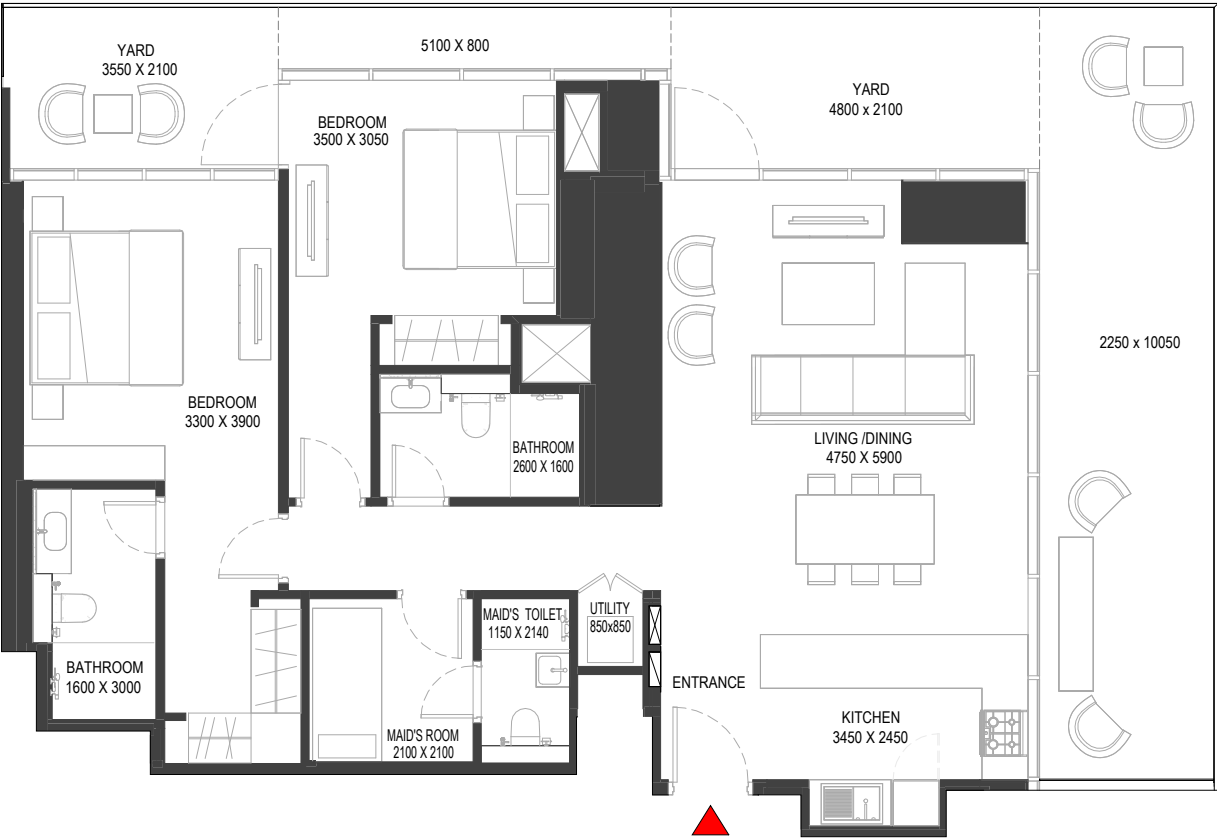 YARD
3550 X 2100
5100 X 800
YARD
4800 x 2100
BEDROOM
3500 X 3050
2250 x 10050
BEDROOM
3300 X 3900
BATHROOM
2600 X 1600
LIVING /DINING
4750 X 5900
MAID'S TOILET
1150 X 2140
UTILITY
850x850
BATHROOM
1600 X 3000
ENTRANCE
MAID'S ROOM
2100 X 2100
KITCHEN
3450 X 2450